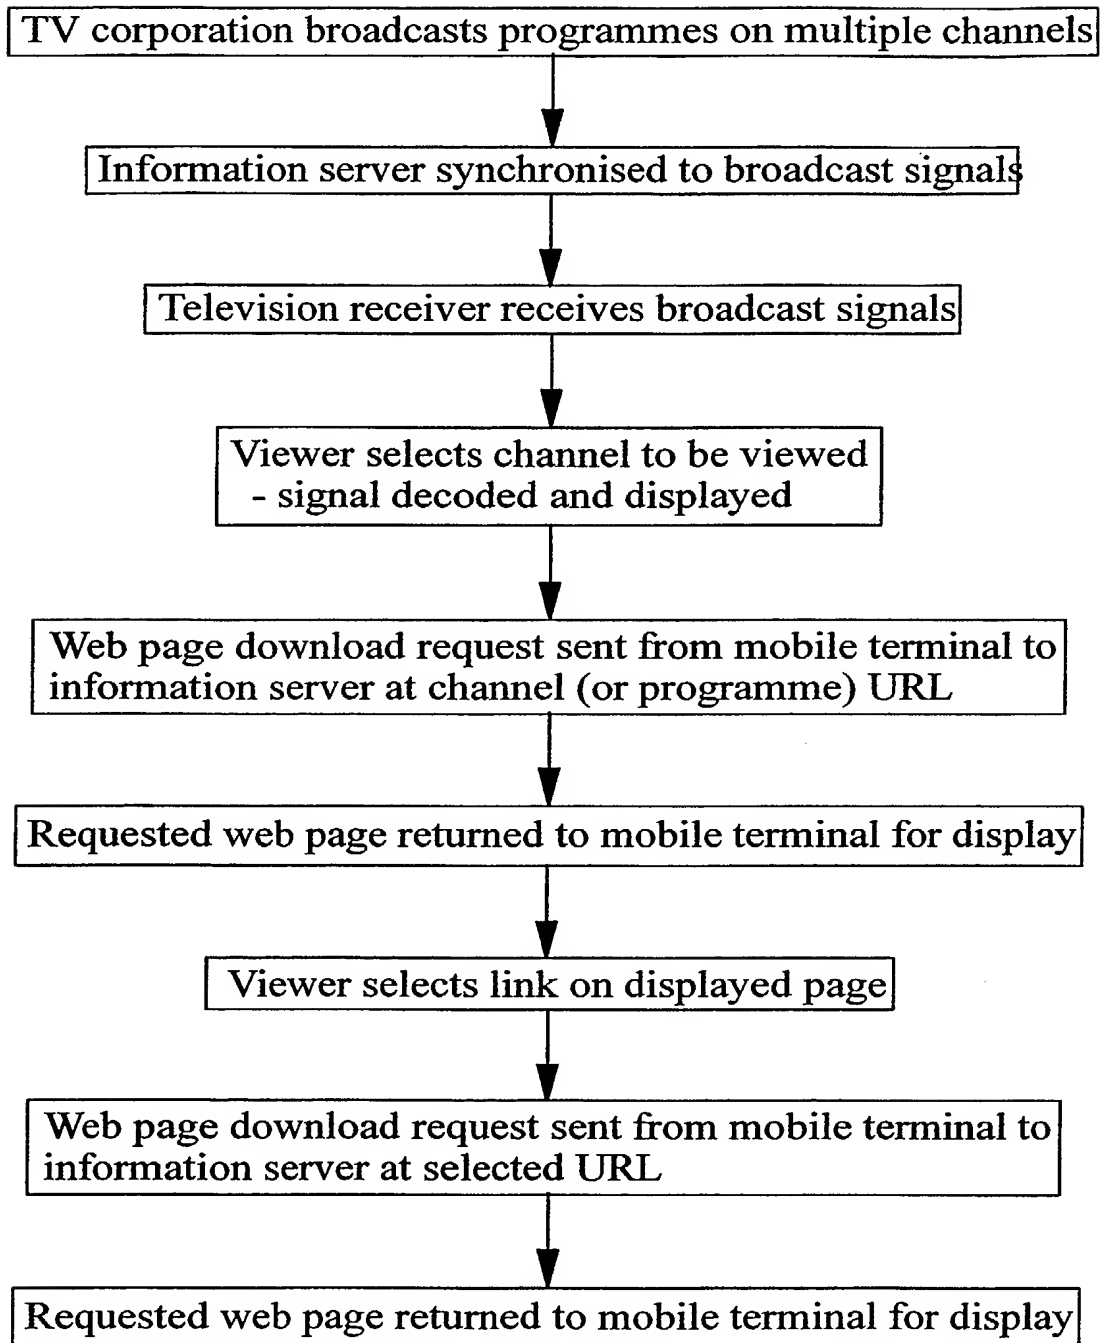 TV corporation broadcasts programmes on multiple channels
Information server synchronised to broadcast signals
Television receiver receives broadcast signals
Viewer selects channel to be viewed
- signal decoded and displayed
Web page download request sent from mobile terminal to
information server at channel (or programme) URL
Requested web page returned to mobile terminal for display
Viewer selects link on displayed page
Web page download request sent from mobile terminal to
information server at selected URL
Requested web page returned to mobile terminal for display